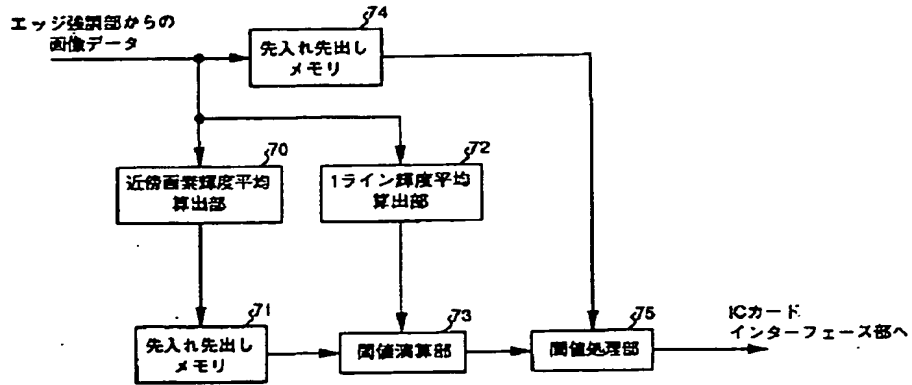 エッジ強調部からの
画像データ
74
先入れ先出し
メモリ
70
近傍画素輝度平均
算出部
72
1ライン輝度平均
算出部
71
先入れ先出し
メモリ
73
閾値演算部
75
閾値処理部
ICカード
インターフェース部へ